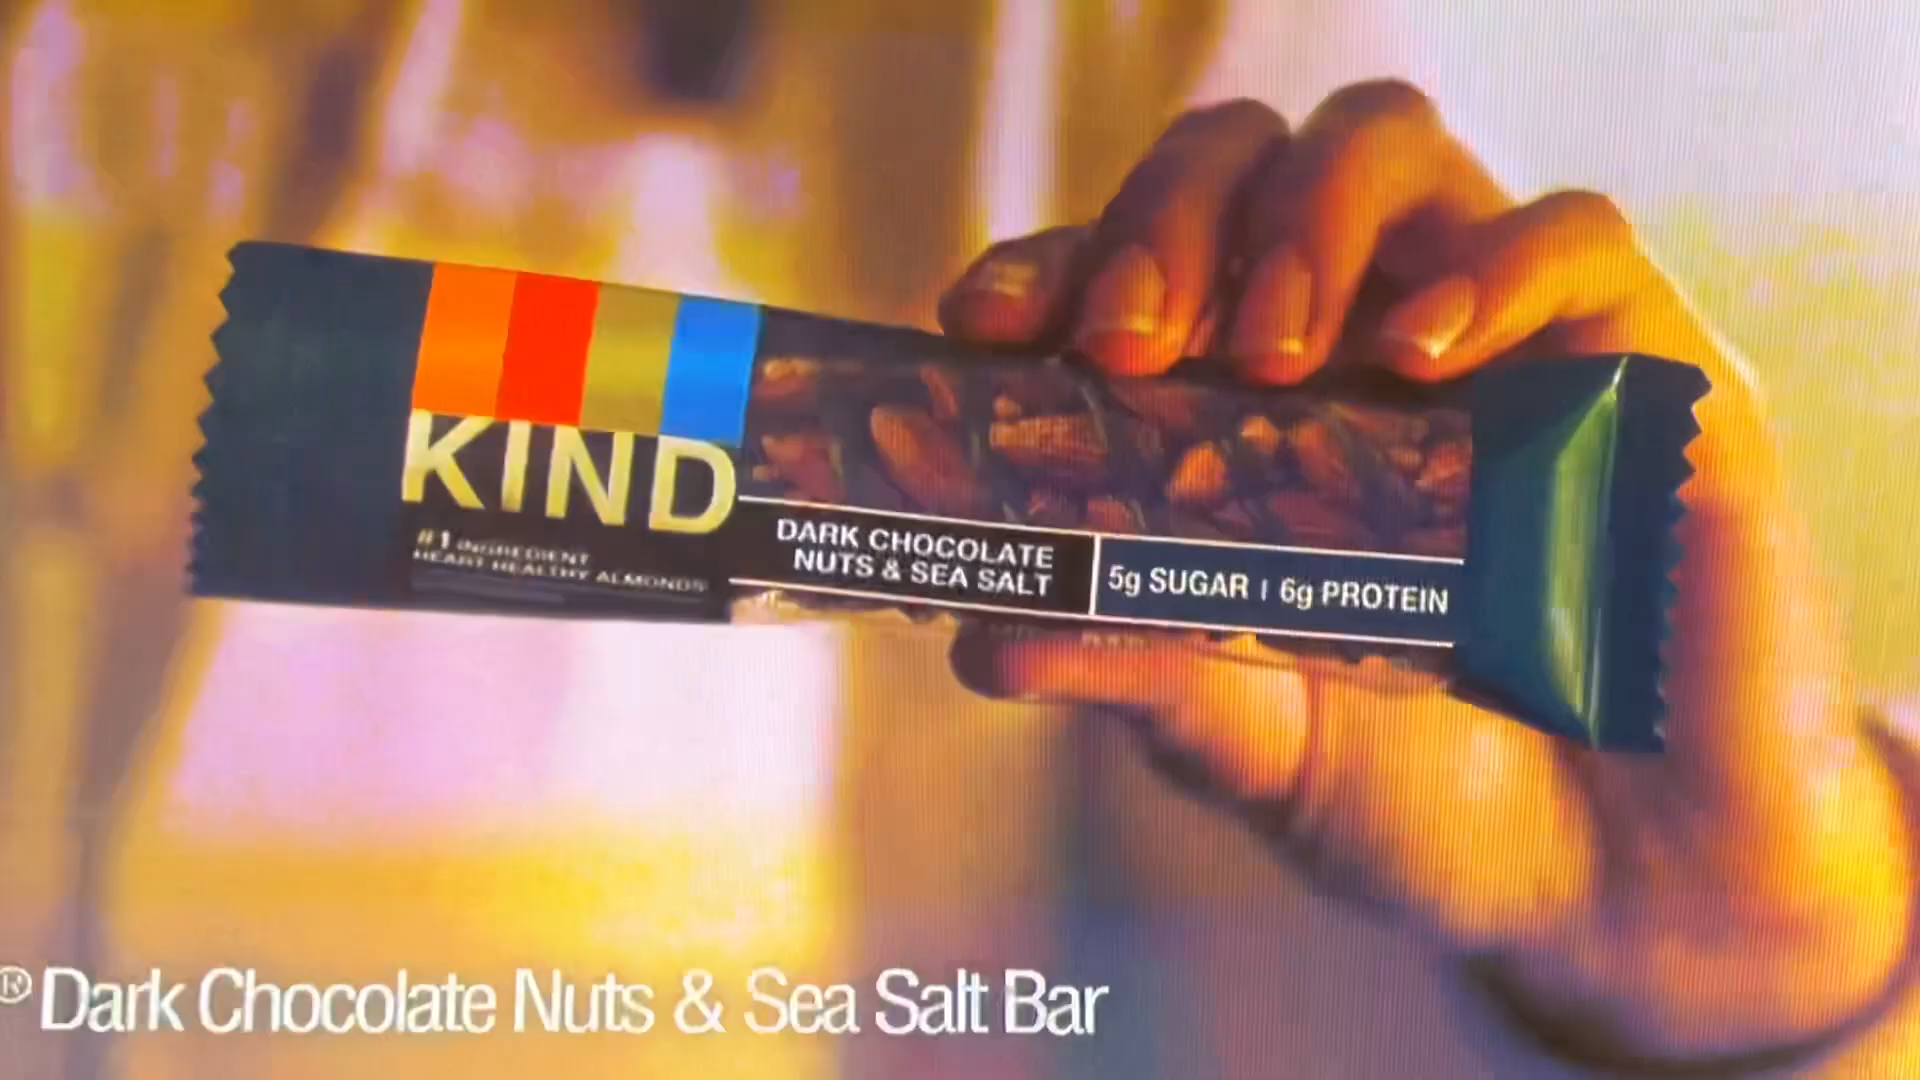 KIND
#1 INGREDIENT
HEART HEALTHY ALMONDS
DARK CHOCOLATE
NUTS & SEA SALT
5g SUGAR | 6g PROTEIN
® Dark Chocolate Nuts & Sea Salt Bar